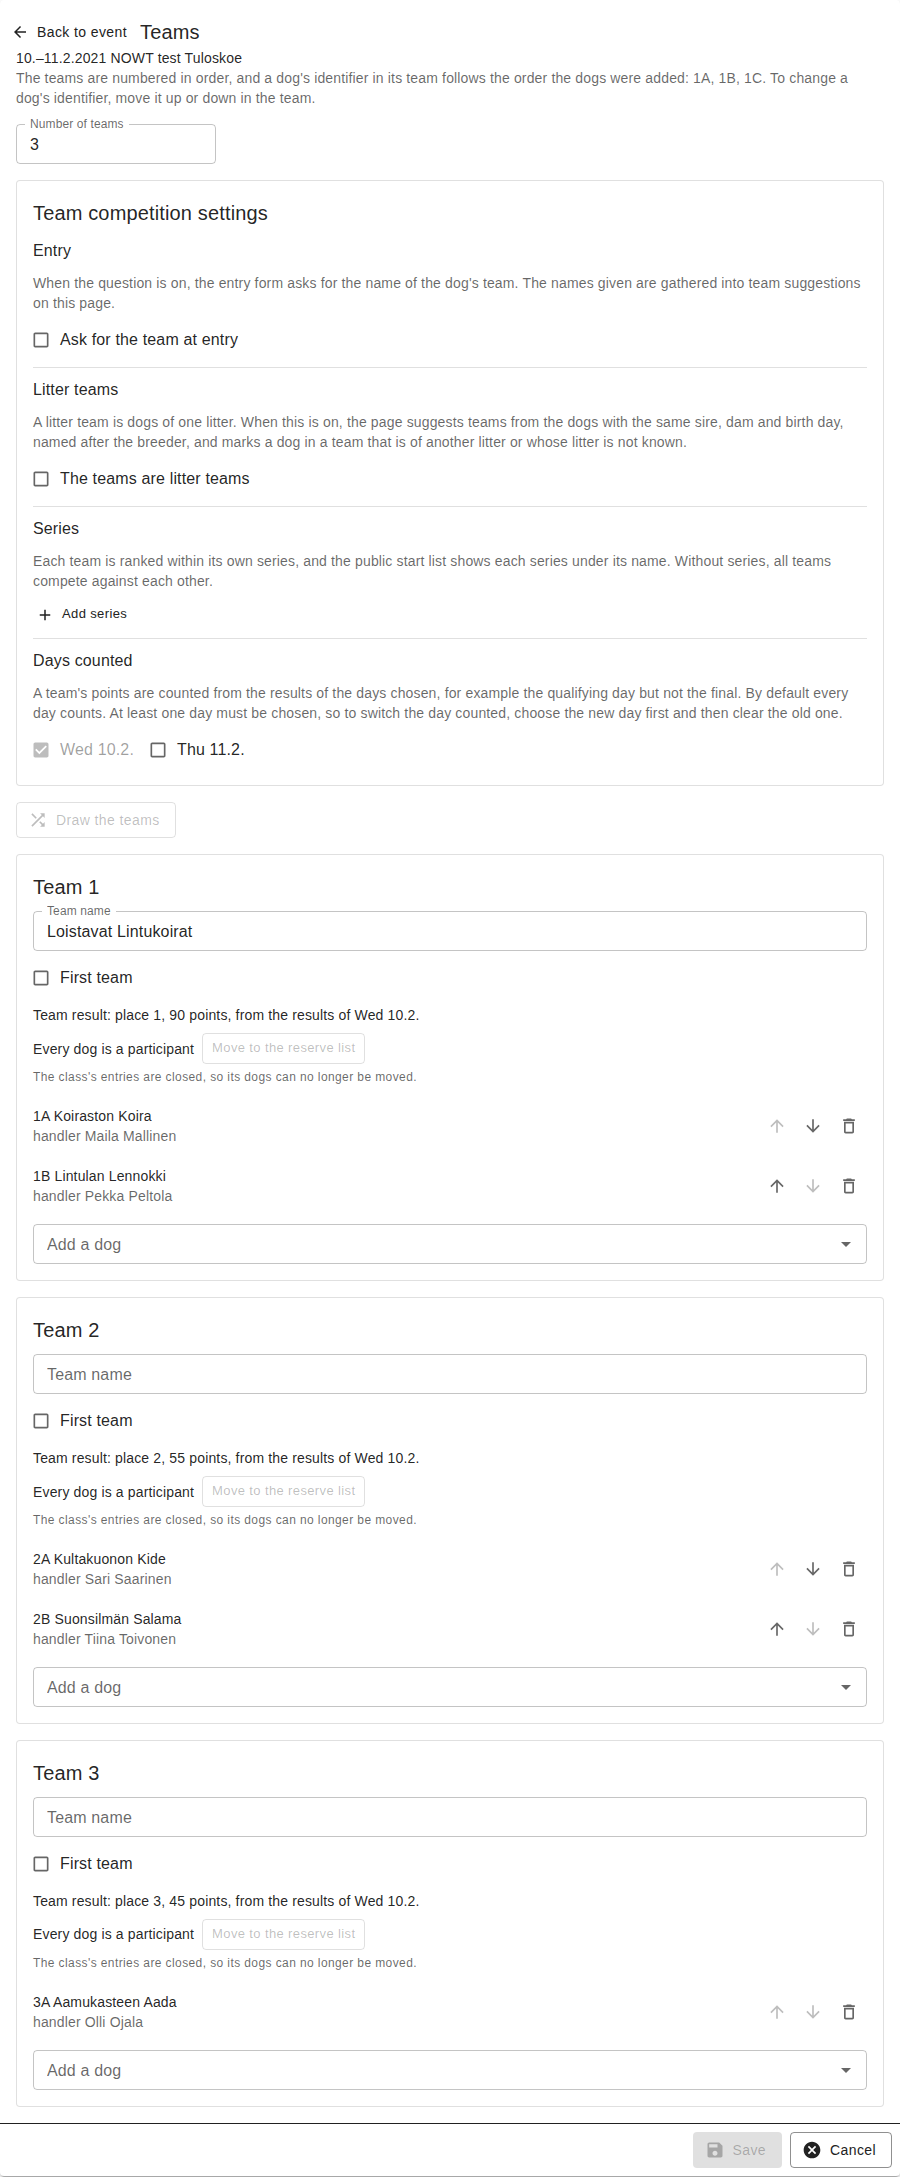 Back to event Teams
10.–11.2.2021 NOWT test Tuloskoe
The teams are numbered in order, and a dog's identifier in its team follows the order the dogs were added: 1A, 1B, 1C. To change a
dog's identifier, move it up or down in the team.
Number of teams
3
Team competition settings
Entry
When the question is on, the entry form asks for the name of the dog's team. The names given are gathered into team suggestions
on this page.
Ask for the team at entry
Litter teams
A litter team is dogs of one litter. When this is on, the page suggests teams from the dogs with the same sire, dam and birth day,
named after the breeder, and marks a dog in a team that is of another litter or whose litter is not known.
The teams are litter teams
Series
Each team is ranked within its own series, and the public start list shows each series under its name. Without series, all teams
compete against each other.
Add series
Days counted
A team's points are counted from the results of the days chosen, for example the qualifying day but not the final. By default every
day counts. At least one day must be chosen, so to switch the day counted, choose the new day first and then clear the old one.
Wed 10.2. Thu 11.2.
Draw the teams
Team 1
Team name
Loistavat Lintukoirat
First team
Team result: place 1, 90 points, from the results of Wed 10.2.
Every dog is a participant Move to the reserve list
The class's entries are closed, so its dogs can no longer be moved.
1A Koiraston Koira
handler Maila Mallinen
1B Lintulan Lennokki
handler Pekka Peltola
Add a dog
Team 2
Team name
First team
Team result: place 2, 55 points, from the results of Wed 10.2.
Every dog is a participant Move to the reserve list
The class's entries are closed, so its dogs can no longer be moved.
2A Kultakuonon Kide
handler Sari Saarinen
2B Suonsilmän Salama
handler Tiina Toivonen
Add a dog
Team 3
Team name
First team
Team result: place 3, 45 points, from the results of Wed 10.2.
Every dog is a participant Move to the reserve list
The class's entries are closed, so its dogs can no longer be moved.
3A Aamukasteen Aada
handler Olli Ojala
Add a dog
Save Cancel